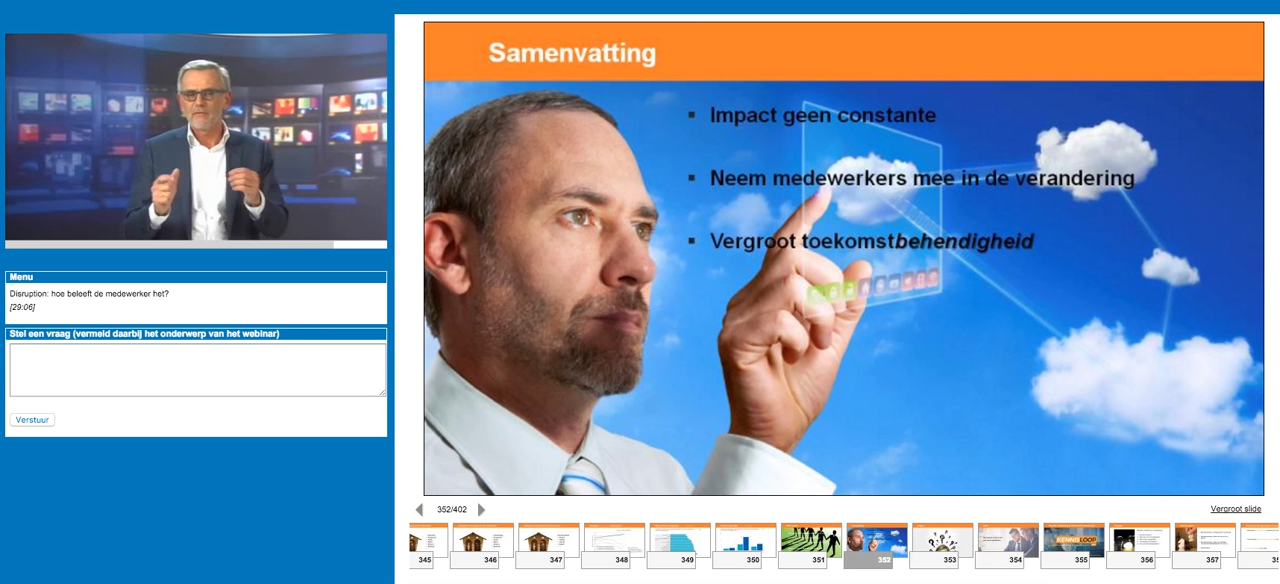 Menu
Disruption: hoe beleeft de medewerker het?
[29:06]
Stel een vraag (vermeld daarbij het onderwerp van het webinar)
Verstuur
Samenvatting
▪ Impact geen constante
▪ Neem medewerkers mee in de verandering
▪ Vergroot toekomstbehendigheid
352/402
Vergroot slide
345 346 347 348 349 350 351 352 353 354 355 356 357